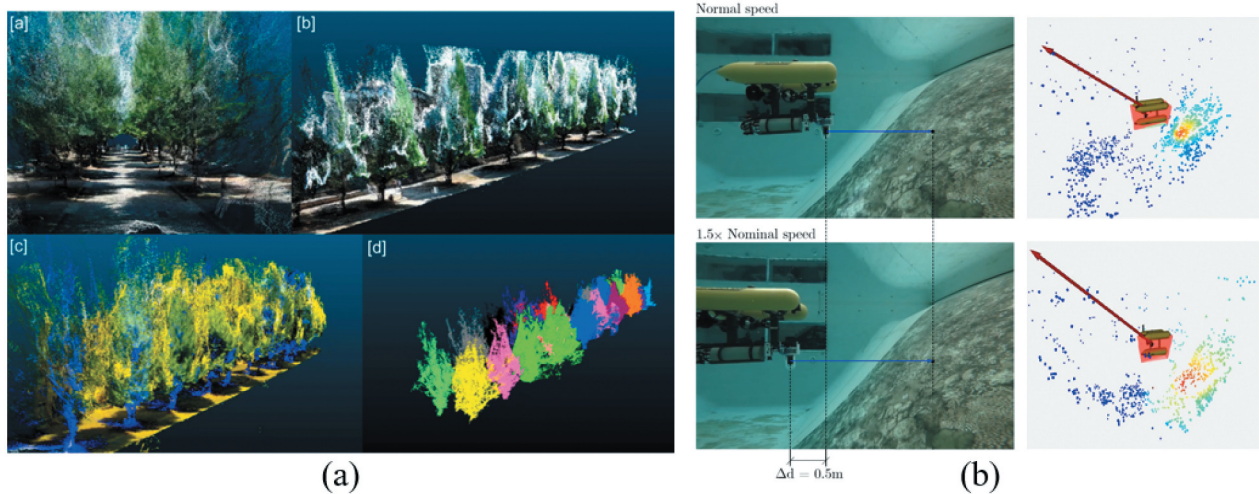 [a]
[b]
[c]
[d]
(a)
Normal speed
1.5× Nominal speed
Δd = 0.5m
(b)